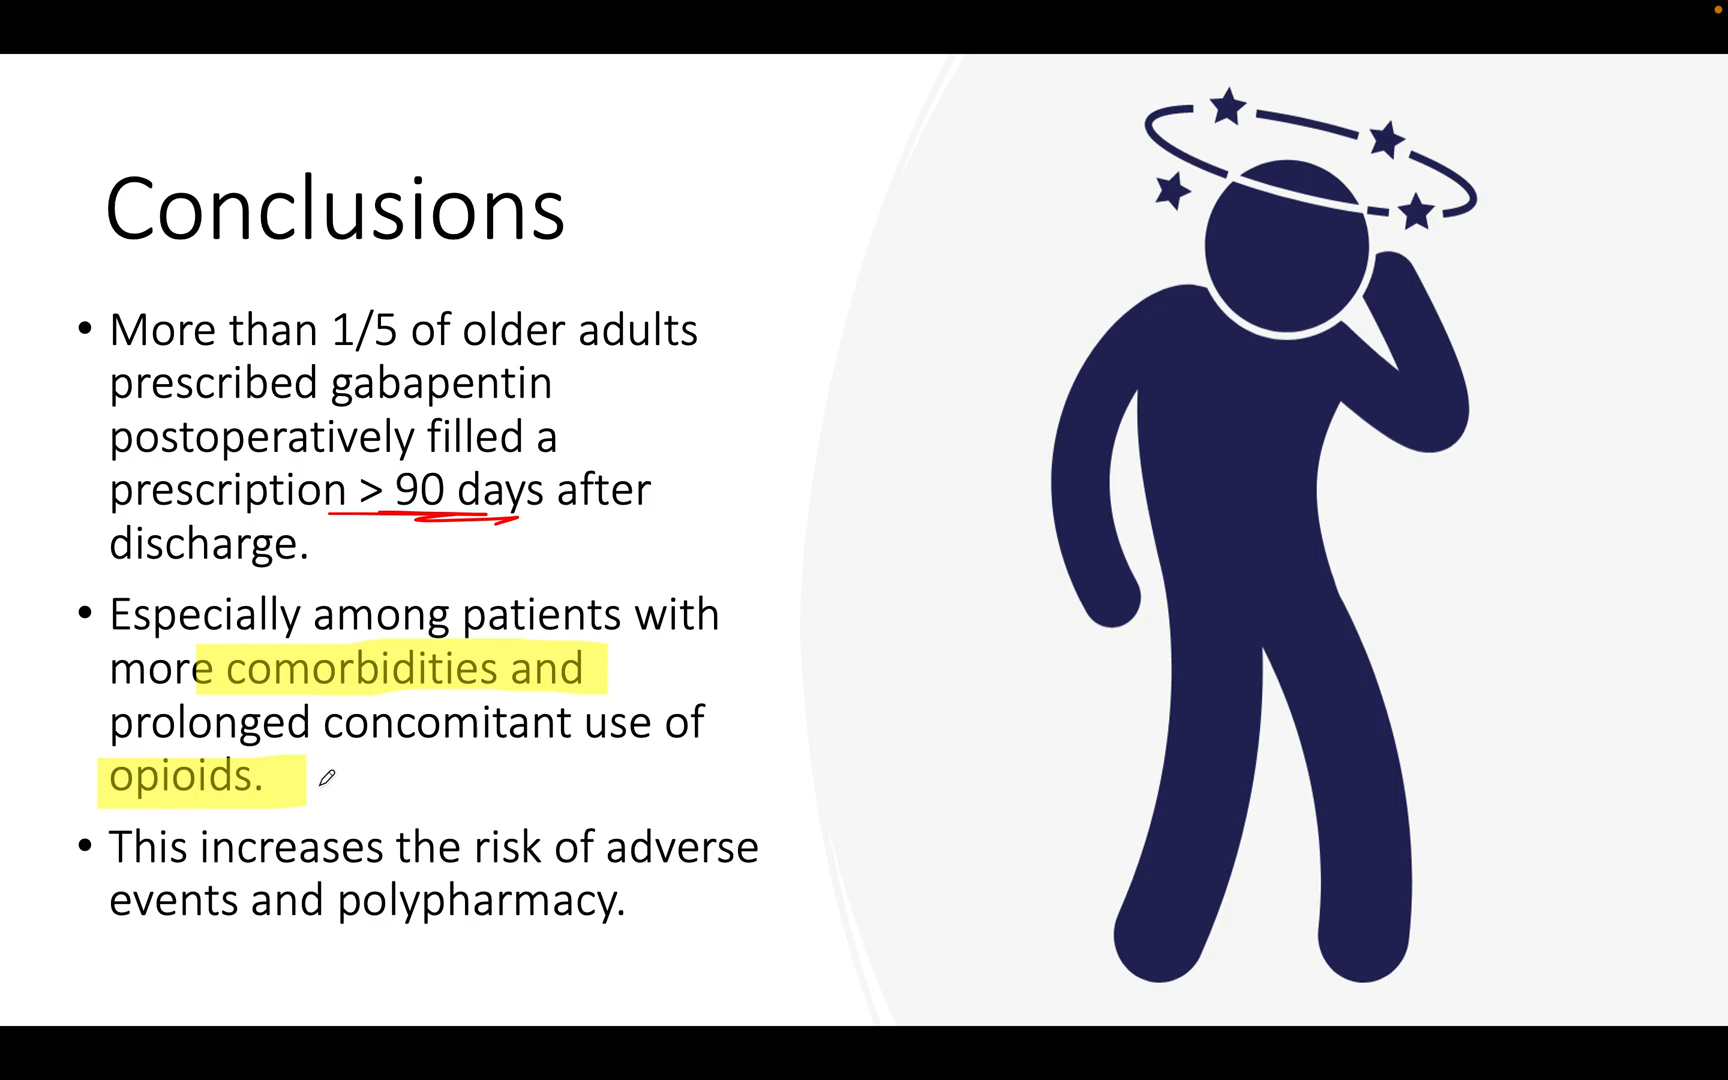 Conclusions
• More than 1/5 of older adults
prescribed gabapentin
postoperatively filled a
prescription > 90 days after
discharge.
• Especially among patients with
more comorbidities and
prolonged concomitant use of
opioids.
• This increases the risk of adverse
events and polypharmacy.